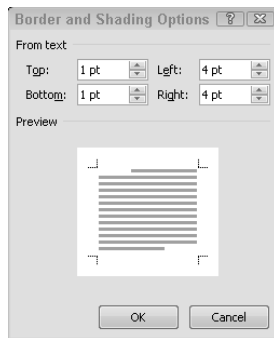 Border and Shading Options
From text
Top: 1 pt Left: 4 pt
Bottom: 1 pt Right: 4 pt
Preview
OK Cancel